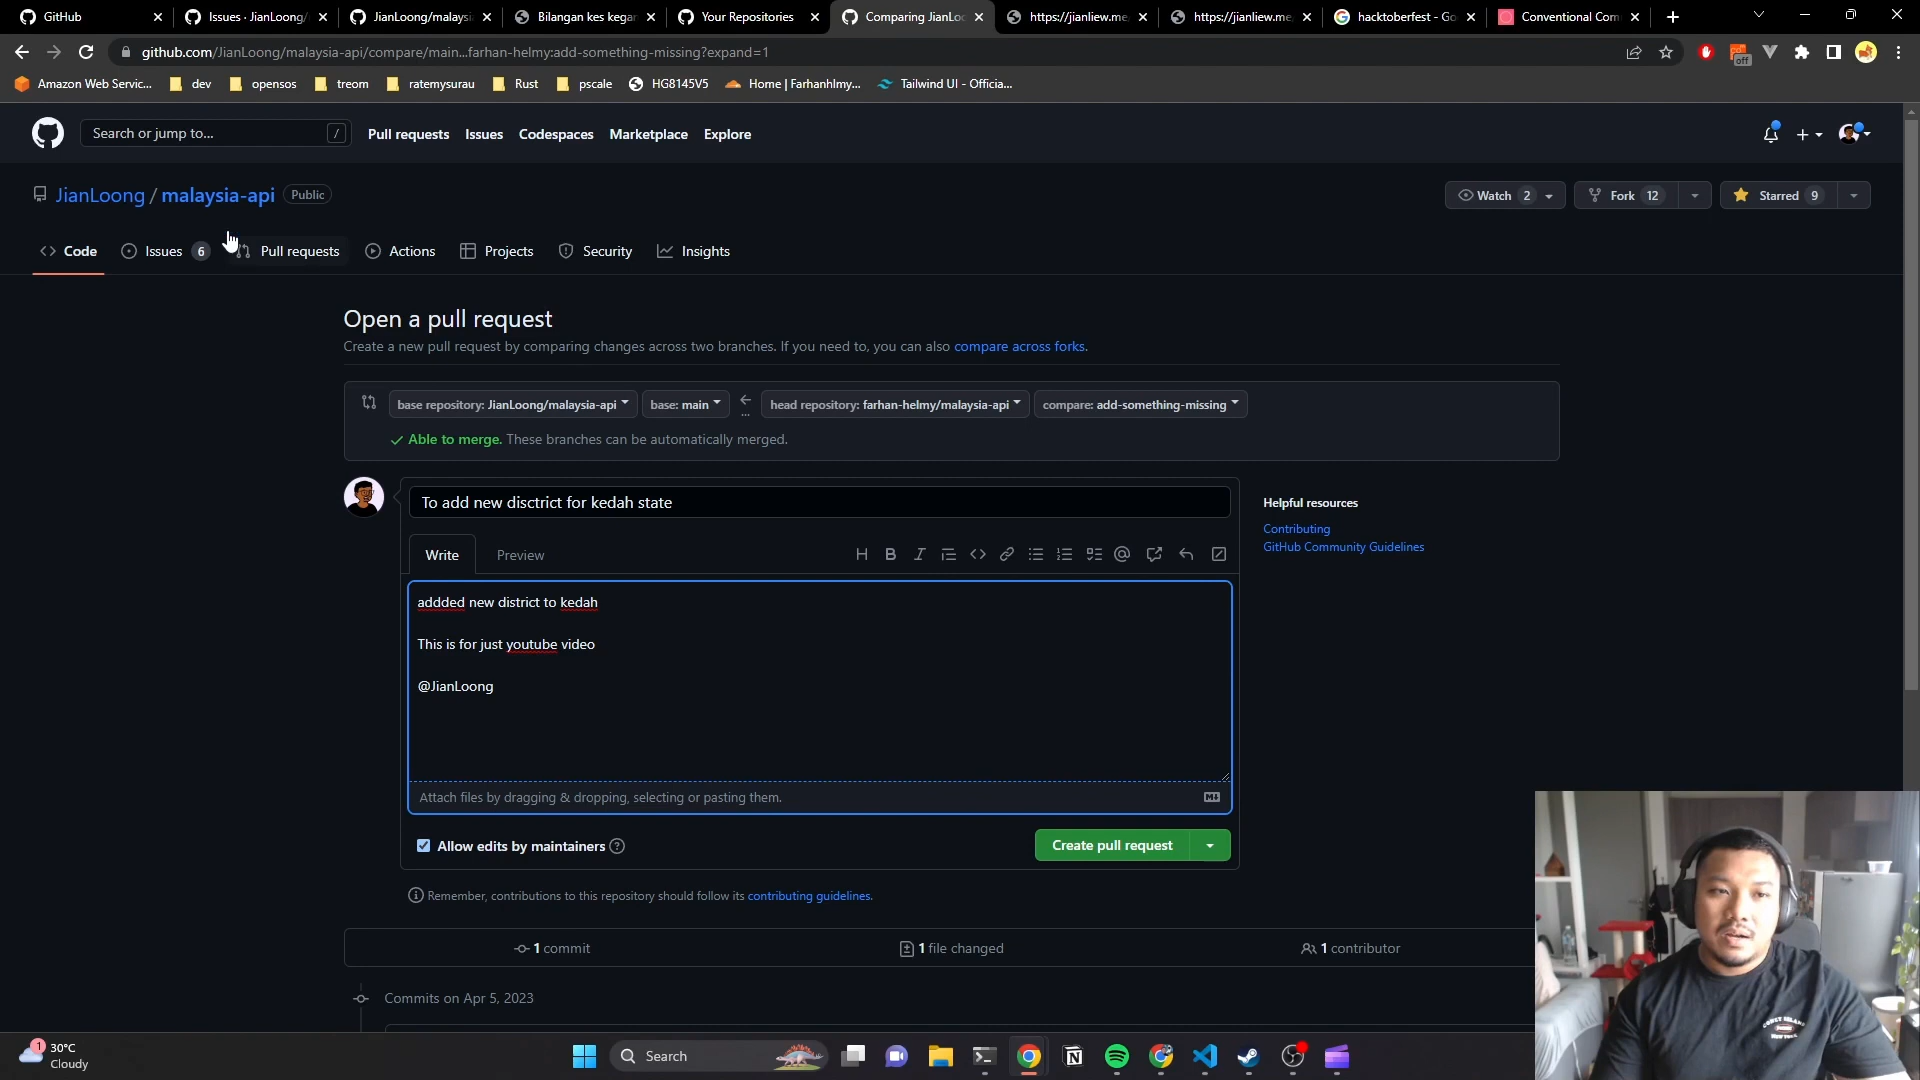 GitHub
Issues · JianLoong/
JianLoong/malaysi
Bilangan kes kegan
Your Repositories
Comparing JianLoo
https://jianliew.me
https://jianliew.me
hacktoberfest - Go
Conventional Com
github.com/JianLoong/malaysia-api/compare/main...farhan-helmy:add-something-missing?expand=1
off
Amazon Web Servic...
dev
opensos
treom
ratemysurau
Rust
pscale
HG8145V5
Home | Farhanhlmy...
Tailwind UI - Officia...
Search or jump to...
/
Pull requests
Issues
Codespaces
Marketplace
Explore
JianLoong / malaysia-api
Public
Watch 2
Fork 12
Starred 9
Code
Issues 6
Pull requests
Actions
Projects
Security
Insights
Open a pull request
Create a new pull request by comparing changes across two branches. If you need to, you can also compare across forks.
base repository: JianLoong/malaysia-api
base: main
head repository: farhan-helmy/malaysia-api
compare: add-something-missing
Able to merge. These branches can be automatically merged.
To add new disctrict for kedah state
Helpful resources
Contributing
GitHub Community Guidelines
Write
Preview
addded new district to kedah
This is for just youtube video
@JianLoong
Attach files by dragging & dropping, selecting or pasting them.
Allow edits by maintainers
Create pull request
Remember, contributions to this repository should follow its contributing guidelines.
1 commit
1 file changed
1 contributor
Commits on Apr 5, 2023
1
30°C
Cloudy
Search